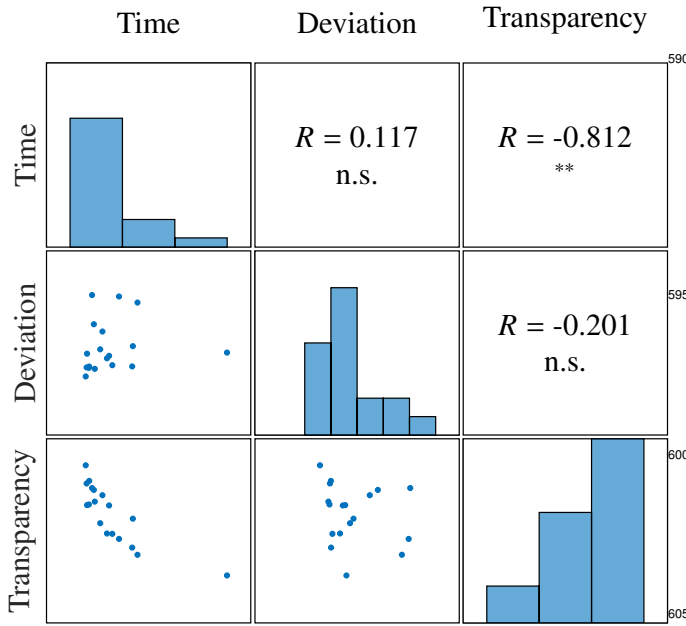 Time
Deviation
Transparency
590
Time
R = 0.117
n.s.
R = -0.812
**
Deviation
595
R = -0.201
n.s.
Transparency
600
605